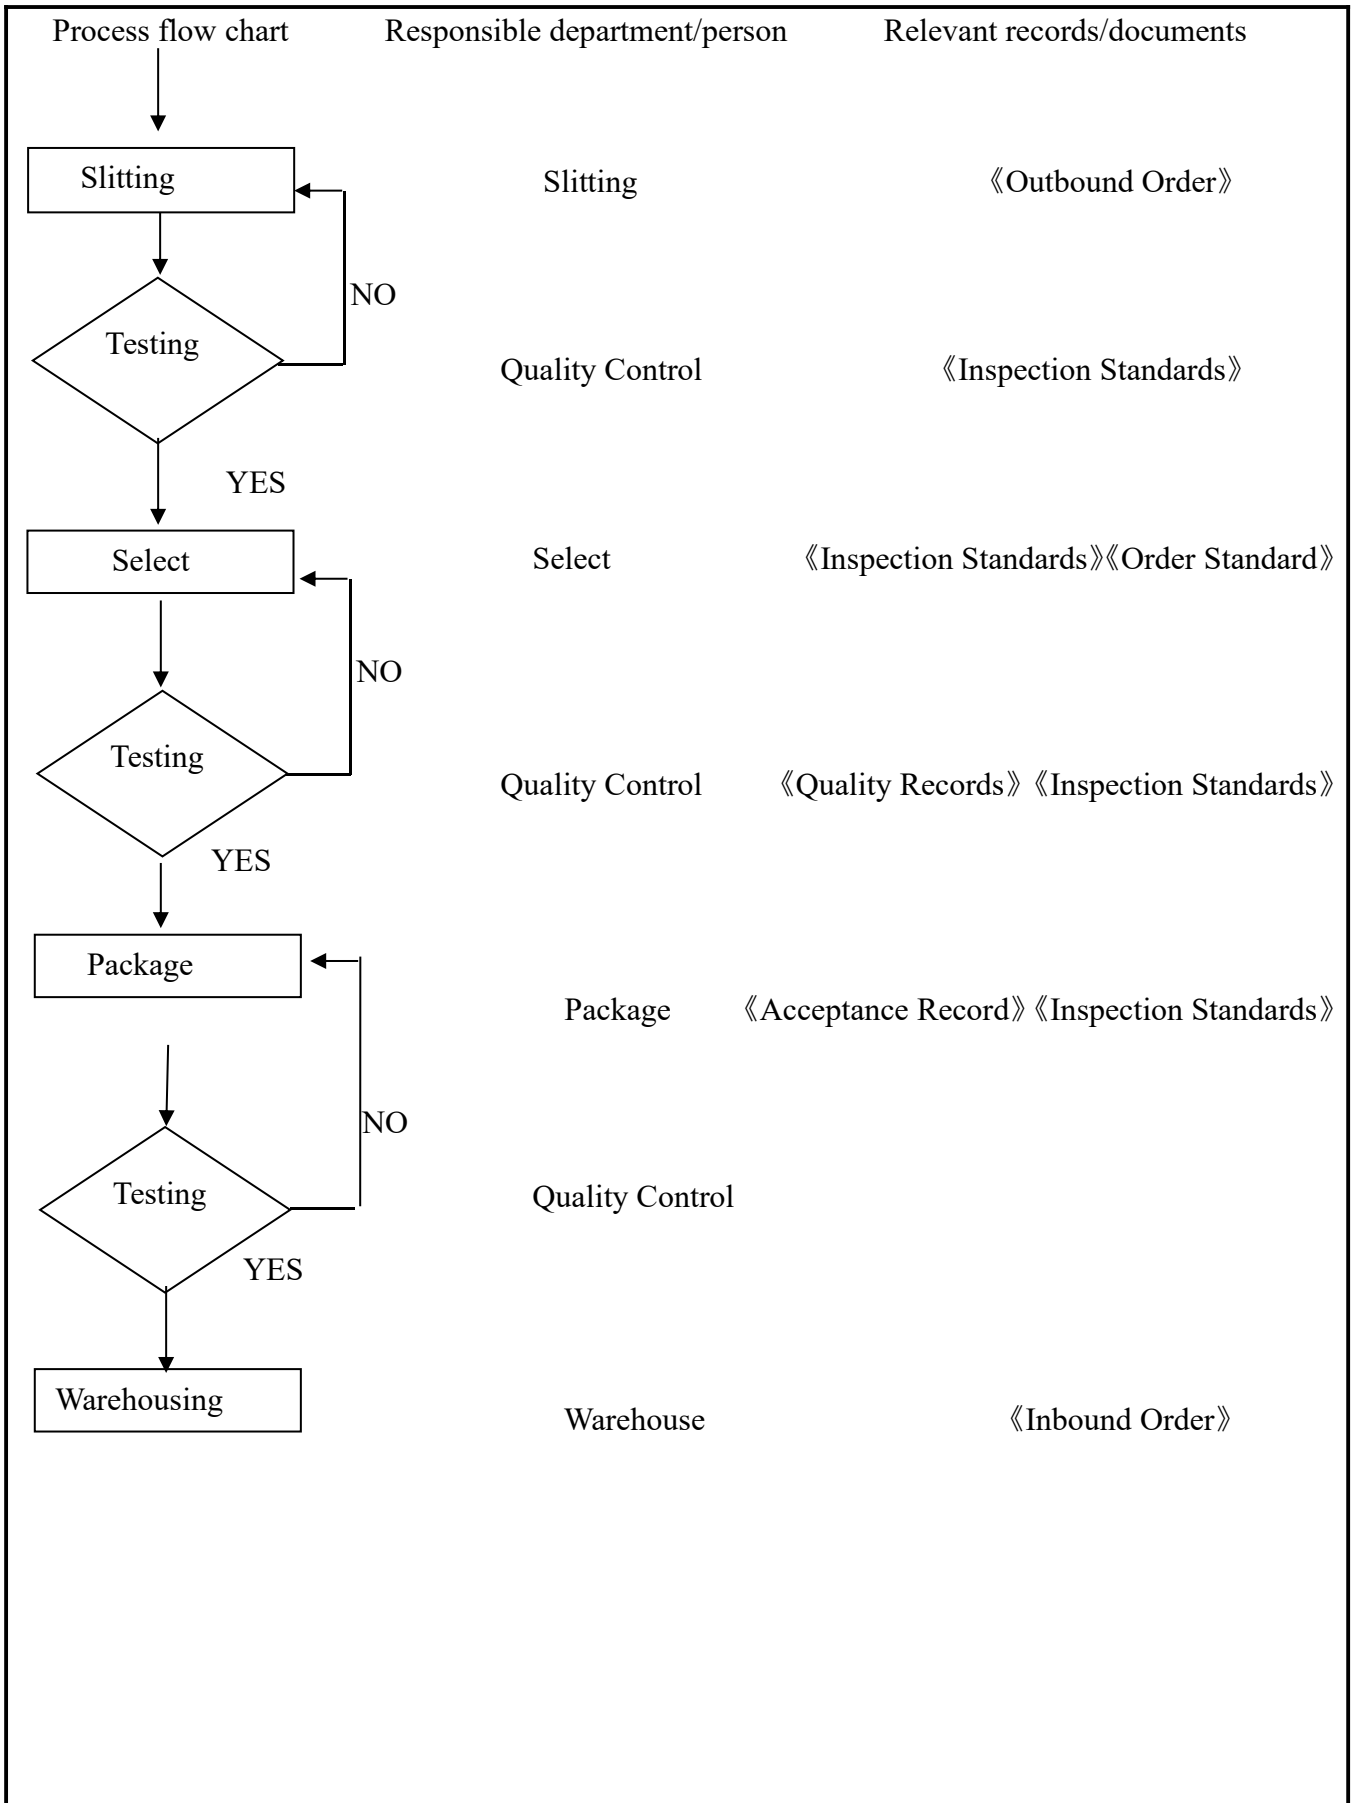 Process flow chart Responsible department/person Relevant records/documents
Slitting Slitting 《Outbound Order》
NO
Testing
Quality Control 《Inspection Standards》
YES
Select Select 《Inspection Standards》《Order Standard》
NO
Testing
Quality Control 《Quality Records》《Inspection Standards》
YES
Package
Package 《Acceptance Record》《Inspection Standards》
NO
Testing Quality Control
YES
Warehousing
Warehouse 《Inbound Order》